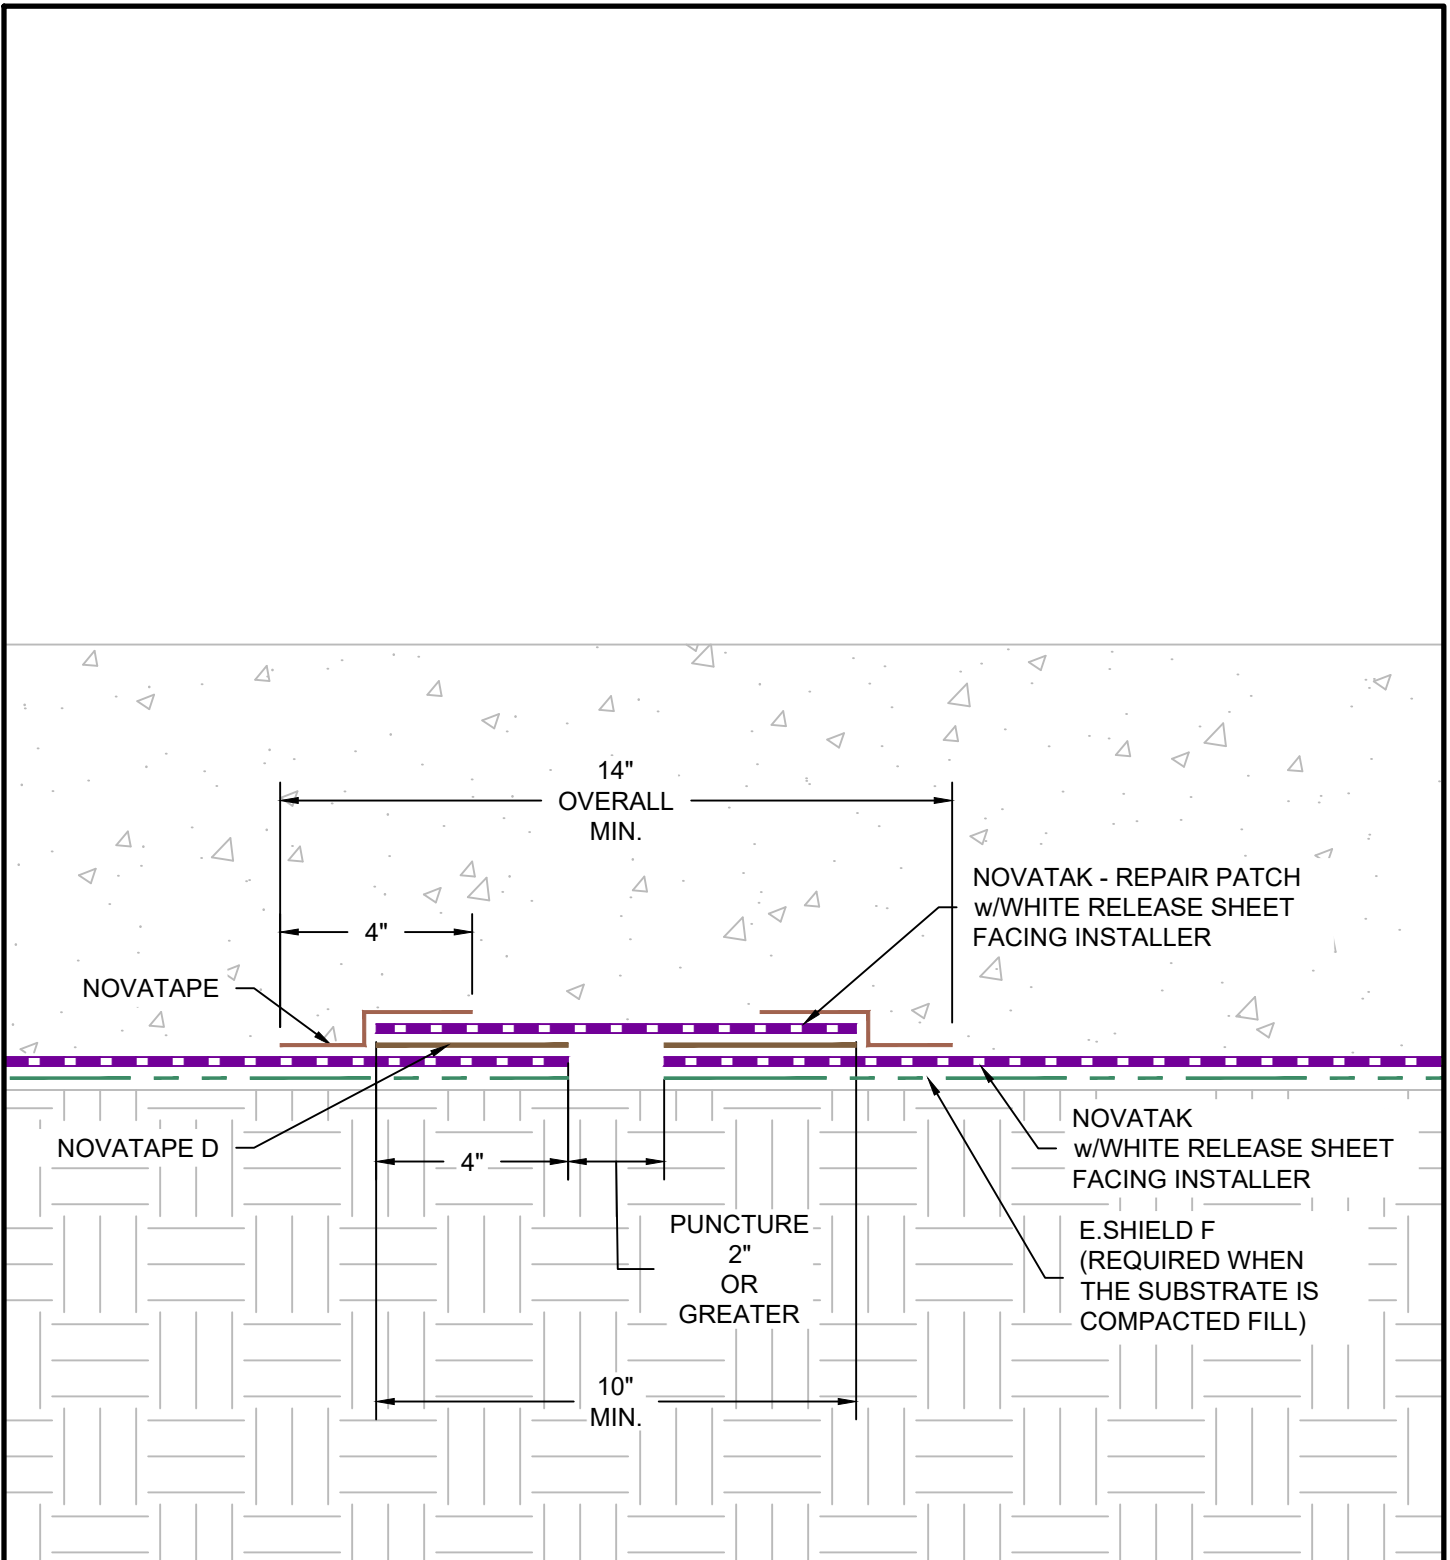 14"
OVERALL
MIN.
4"
NOVATAK - REPAIR PATCH
w/WHITE RELEASE SHEET
FACING INSTALLER
NOVATAPE
NOVATAPE D
4"
NOVATAK
w/WHITE RELEASE SHEET
FACING INSTALLER
PUNCTURE
2"
OR
GREATER
E.SHIELD F
(REQUIRED WHEN
THE SUBSTRATE IS
COMPACTED FILL)
10"
MIN.